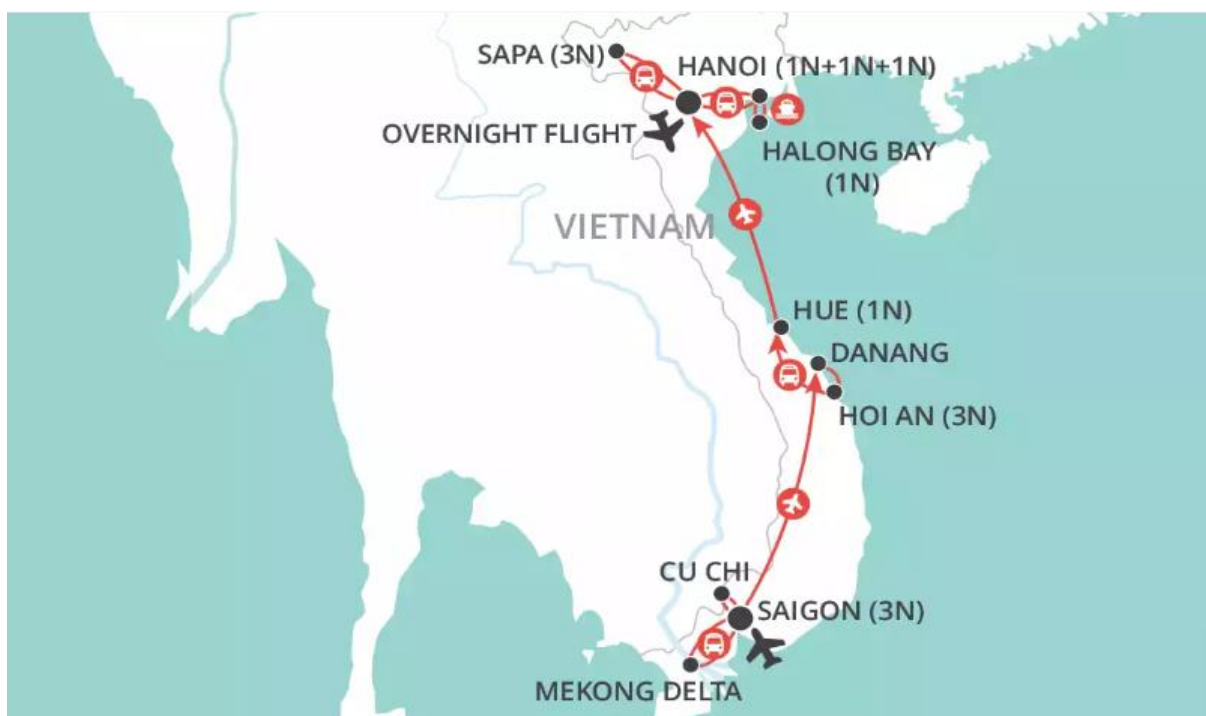 SAPA (3N)
HANOI (1N+1N+1N)
OVERNIGHT FLIGHT
HALONG BAY
(1N)
VIETNAM
HUE (1N)
DANANG
HOI AN (3N)
CU CHI
SAIGON (3N)
MEKONG DELTA